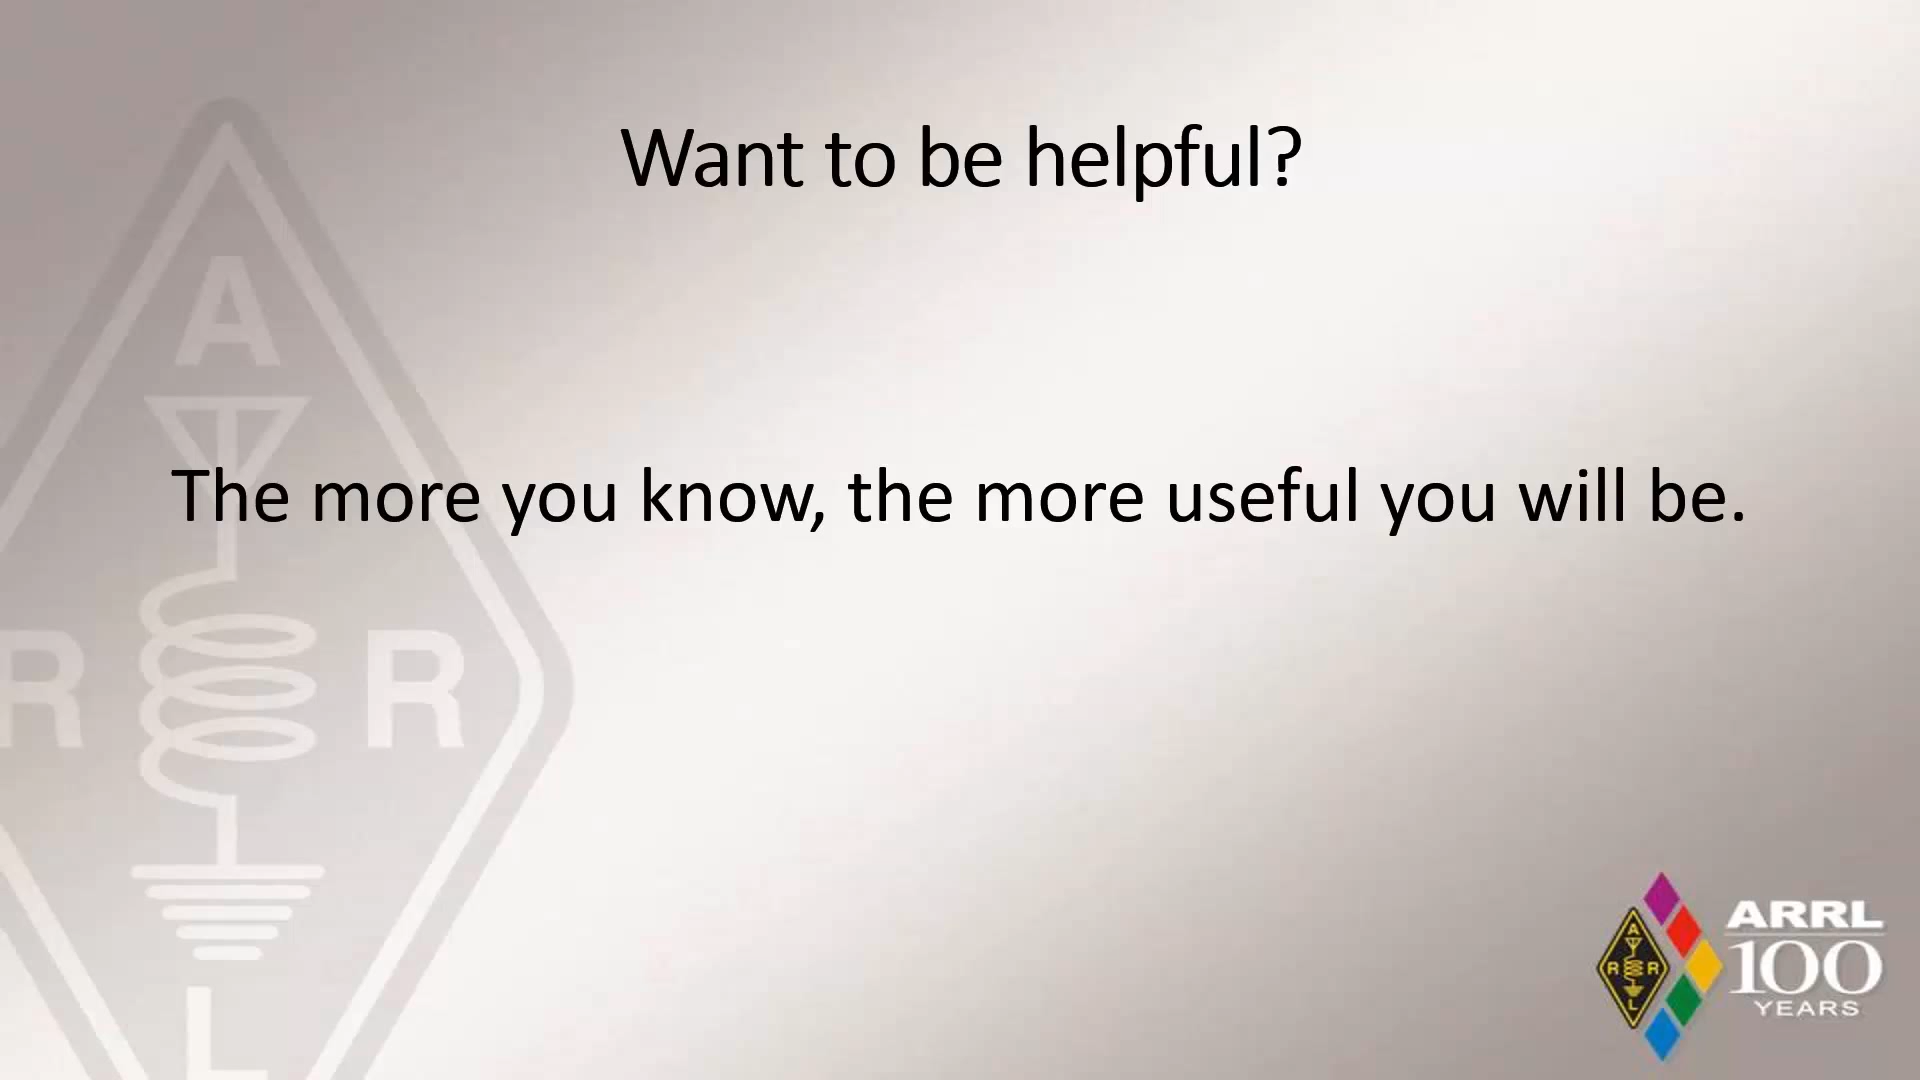 Want to be helpful?
The more you know, the more useful you will be.
A
R R
L
ARRL
100
YEARS
A
R R
L